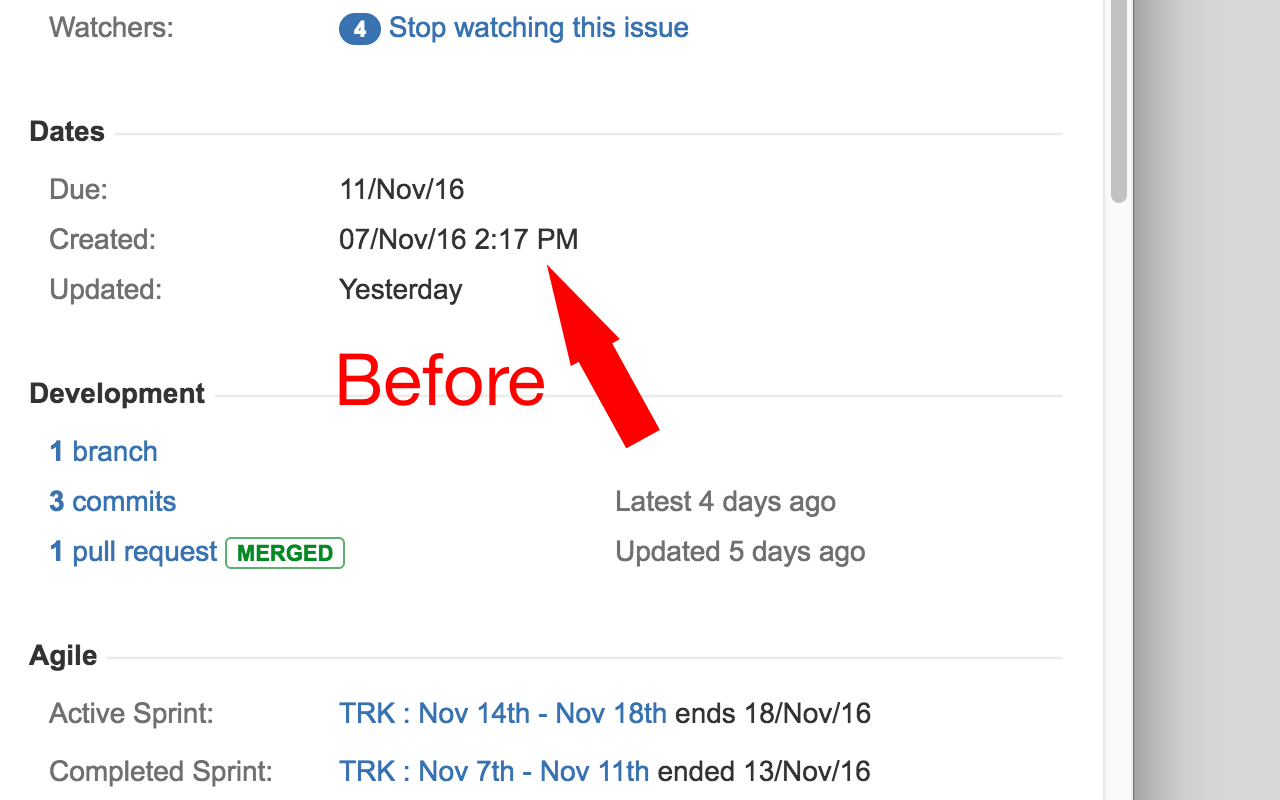 Watchers: 4 Stop watching this issue
Dates
Due: 11/Nov/16
Created: 07/Nov/16 2:17 PM
Updated: Yesterday
Before
Development
1 branch
3 commits Latest 4 days ago
1 pull request MERGED Updated 5 days ago
Agile
Active Sprint: TRK : Nov 14th - Nov 18th ends 18/Nov/16
Completed Sprint: TRK : Nov 7th - Nov 11th ended 13/Nov/16